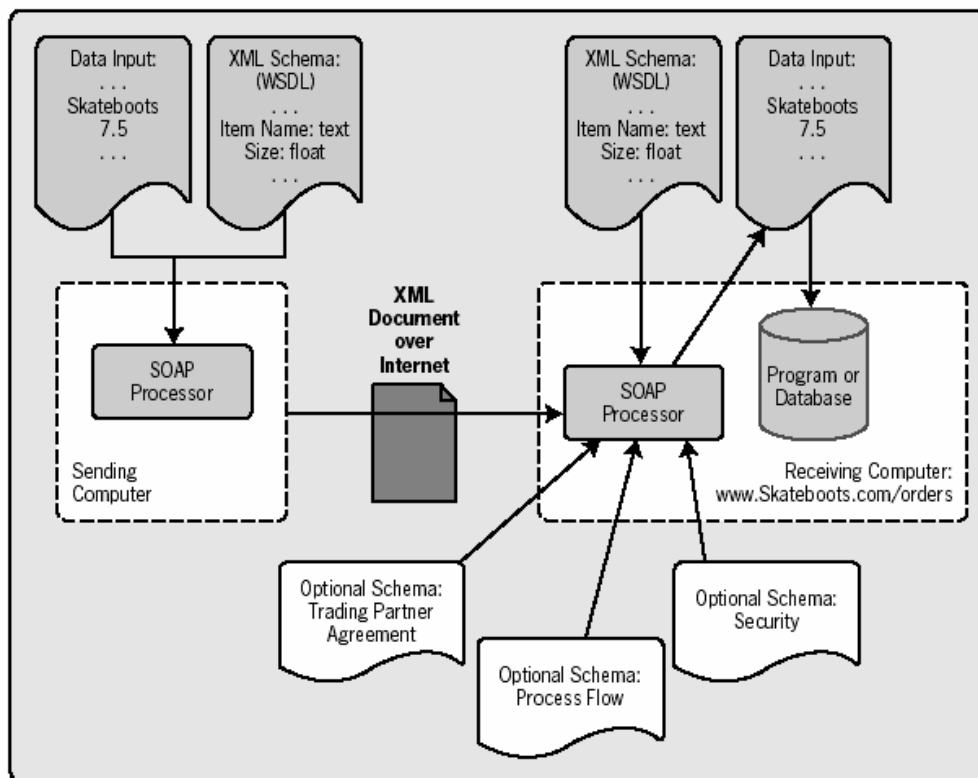 Data Input:
. . .
Skateboots
7.5
. . .
XML Schema:
(WSDL)
. . .
Item Name: text
Size: float
. . .
XML Schema:
(WSDL)
. . .
Item Name: text
Size: float
. . .
Data Input:
. . .
Skateboots
7.5
. . .
SOAP
Processor
Sending
Computer
XML
Document
over
Internet
SOAP
Processor
Program or
Database
Receiving Computer:
www.Skateboots.com/orders
Optional Schema:
Trading Partner
Agreement
Optional Schema:
Process Flow
Optional Schema:
Security